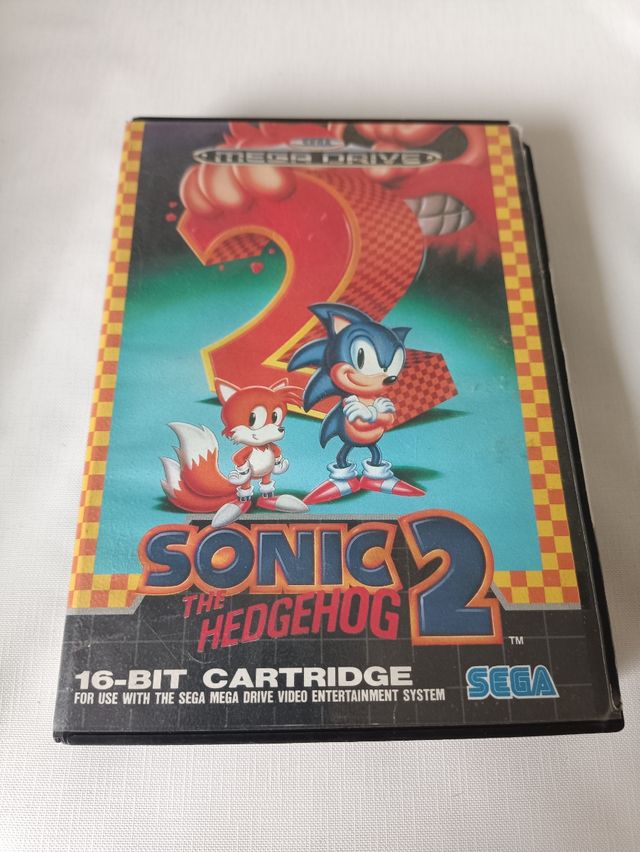 SEGA
MEGA DRIVE
2
SONIC
THE
HEDGEHOG 2
TM
16-BIT CARTRIDGE
FOR USE WITH THE SEGA MEGA DRIVE VIDEO ENTERTAINMENT SYSTEM
SEGA